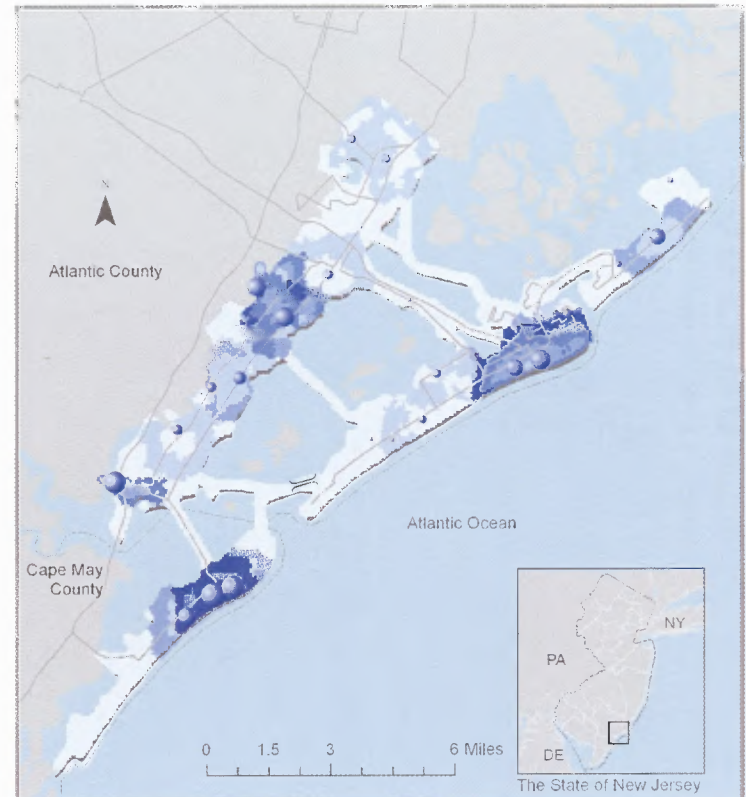 N
Atlantic County
Atlantic Ocean
Cape May
County
NY
PA
DE
0 1.5 3 6 Miles
The State of New Jersey